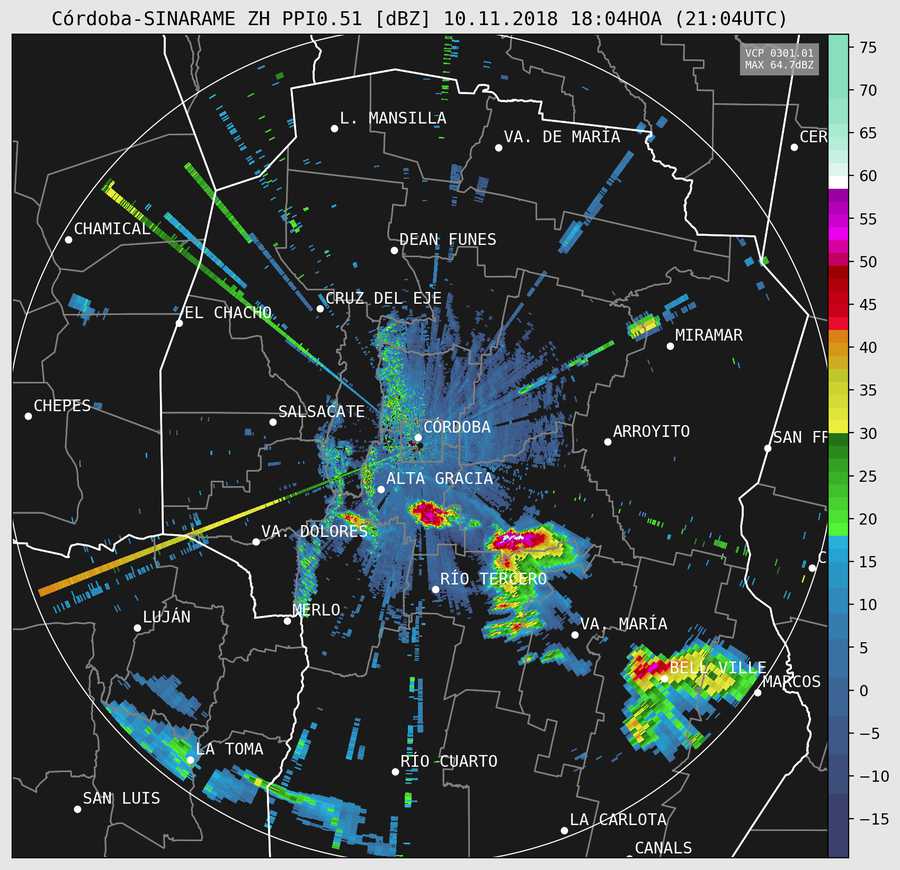 Córdoba-SINARAME ZH PPI0.51 [dBZ] 10.11.2018 18:04HOA (21:04UTC)
VCP 0301.01
MAX 64.7dBZ
75
70
65
60
55
50
45
40
35
30
25
20
15
10
5
0
−5
−10
−15
L. MANSILLA
VA. DE MARÍA
CER
CHAMICAL
DEAN FUNES
CRUZ DEL EJE
EL CHACHO
MIRAMAR
CHEPES
SALSACATE
CÓRDOBA
ARROYITO
SAN FR
ALTA GRACIA
VA. DOLORES
C
RÍO TERCERO
MERLO
LUJÁN
VA. MARÍA
BELL VILLE
MARCOS
LA TOMA
RÍO CUARTO
SAN LUIS
LA CARLOTA
CANALS